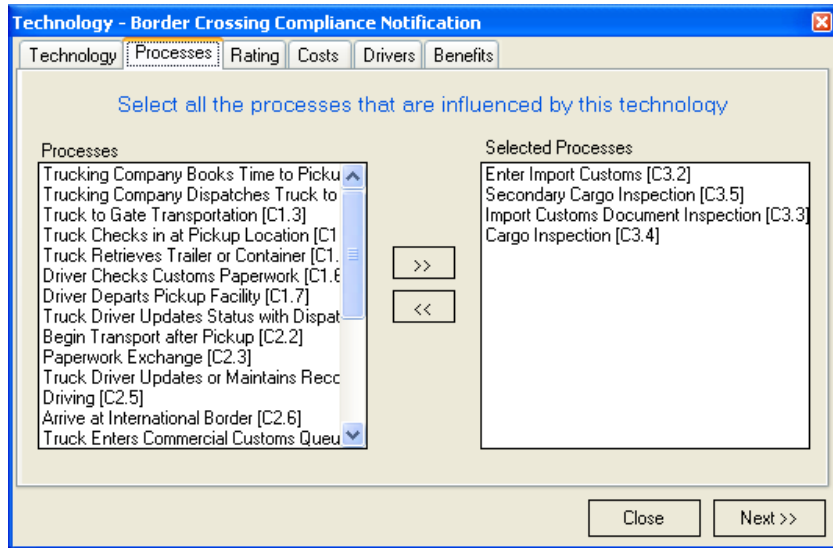 Technology - Border Crossing Compliance Notification
Technology Processes Rating Costs Drivers Benefits
Select all the processes that are influenced by this technology
Processes
Trucking Company Books Time to Picku
Trucking Company Dispatches Truck to
Truck to Gate Transportation [C1.3]
Truck Checks in at Pickup Location [C1
Truck Retrieves Trailer or Container [C1.
Driver Checks Customs Paperwork [C1.6
Driver Departs Pickup Facility [C1.7]
Truck Driver Updates Status with Dispat
Begin Transport after Pickup [C2.2]
Paperwork Exchange [C2.3]
Truck Driver Updates or Maintains Reco
Driving [C2.5]
Arrive at International Border [C2.6]
Truck Enters Commercial Customs Queu
>>
<<
Selected Processes
Enter Import Customs [C3.2]
Secondary Cargo Inspection [C3.5]
Import Customs Document Inspection [C3.3]
Cargo Inspection [C3.4]
Close
Next >>